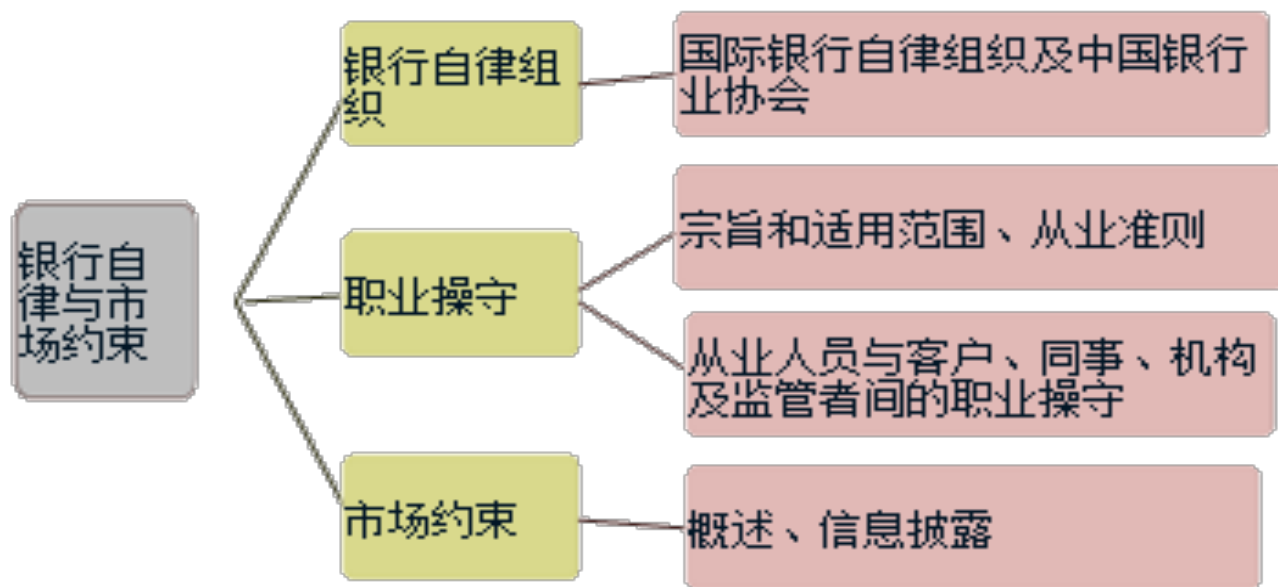 银行自
律与市
场约束
银行自律组
织
国际银行自律组织及中国银行
业协会
职业操守
宗旨和适用范围、从业准则
从业人员与客户、同事、机构
及监管者间的职业操守
市场约束
概述、信息披露